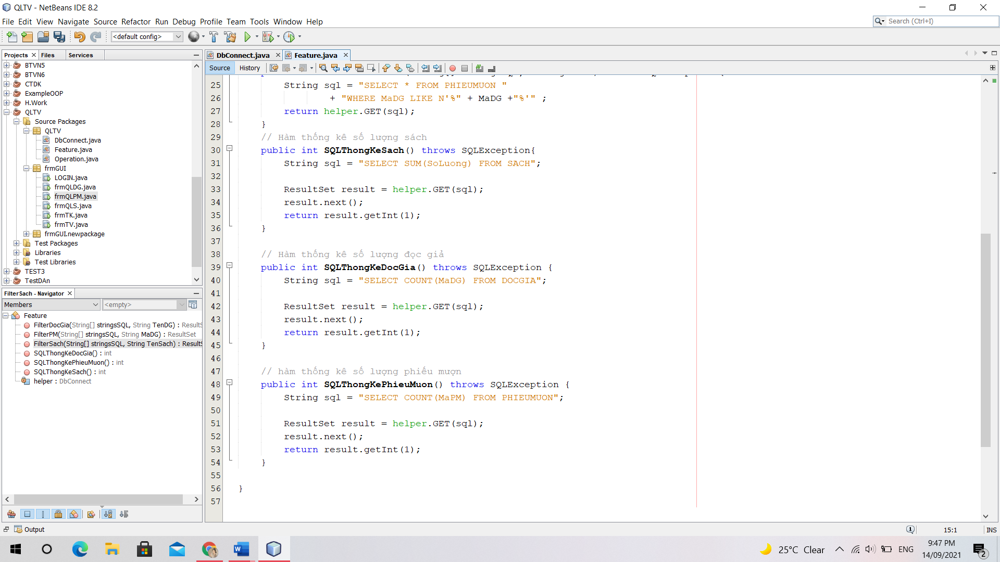 QLTV - NetBeans IDE 8.2
File Edit View Navigate Source Refactor Run Debug Profile Team Tools Window Help
Search (Ctrl+I)
<default config>
Projects Files Services
BTVN5
BTVN6
CTDK
ExampleOOP
H.Work
QLTV
Source Packages
QLTV
DbConnect.java
Feature.java
Operation.java
frmGUI
LOGIN.java
frmQLDG.java
frmQLPM.java
frmQLS.java
frmTK.java
frmTV.java
frmGUI.newpackage
Test Packages
Libraries
Test Libraries
TEST3
TestDAn
FilterSach - Navigator
Members <empty>
Feature
FilterDocGia(String[] stringsSQL, String TenDG) : ResultS
FilterPM(String[] stringsSQL, String MaDG) : ResultSet
FilterSach(String[] stringsSQL, String TenSach) : ResultS
SQLThongKeDocGia() : int
SQLThongKePhieuMuon() : int
SQLThongKeSach() : int
helper : DbConnect
DbConnect.java Feature.java
Source History
25 String sql = "SELECT * FROM PHIEUMUON "
26 + "WHERE MaDG LIKE N'%" + MaDG +"%'" ;
27 return helper.GET(sql);
28 }
29 // Hàm thống kê số lượng sách
30 public int SQLThongKeSach() throws SQLException{
31 String sql = "SELECT SUM(SoLuong) FROM SACH";
32
33 ResultSet result = helper.GET(sql);
34 result.next();
35 return result.getInt(1);
36 }
37
38 // Hàm thống kê số lượng đọc giả
39 public int SQLThongKeDocGia() throws SQLException {
40 String sql = "SELECT COUNT(MaDG) FROM DOCGIA";
41
42 ResultSet result = helper.GET(sql);
43 result.next();
44 return result.getInt(1);
45 }
46
47 // hàm thống kê số lượng phiếu mượn
48 public int SQLThongKePhieuMuon() throws SQLException {
49 String sql = "SELECT COUNT(MaPM) FROM PHIEUMUON";
50
51 ResultSet result = helper.GET(sql);
52 result.next();
53 return result.getInt(1);
54 }
55
56 }
57
Output
1 15:1 INS
25°C Clear ENG 9:47 PM
14/09/2021 2